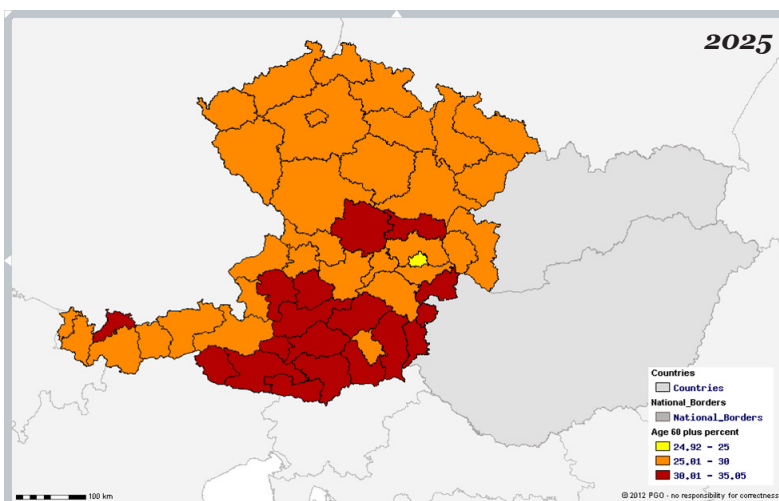 2025
Countries
Countries
National_Borders
National_Borders
Age 60 plus percent
24.92 - 25
25.01 - 30
30.01 - 35.05
100 km
© 2012 PGO - no responsibility for correctness